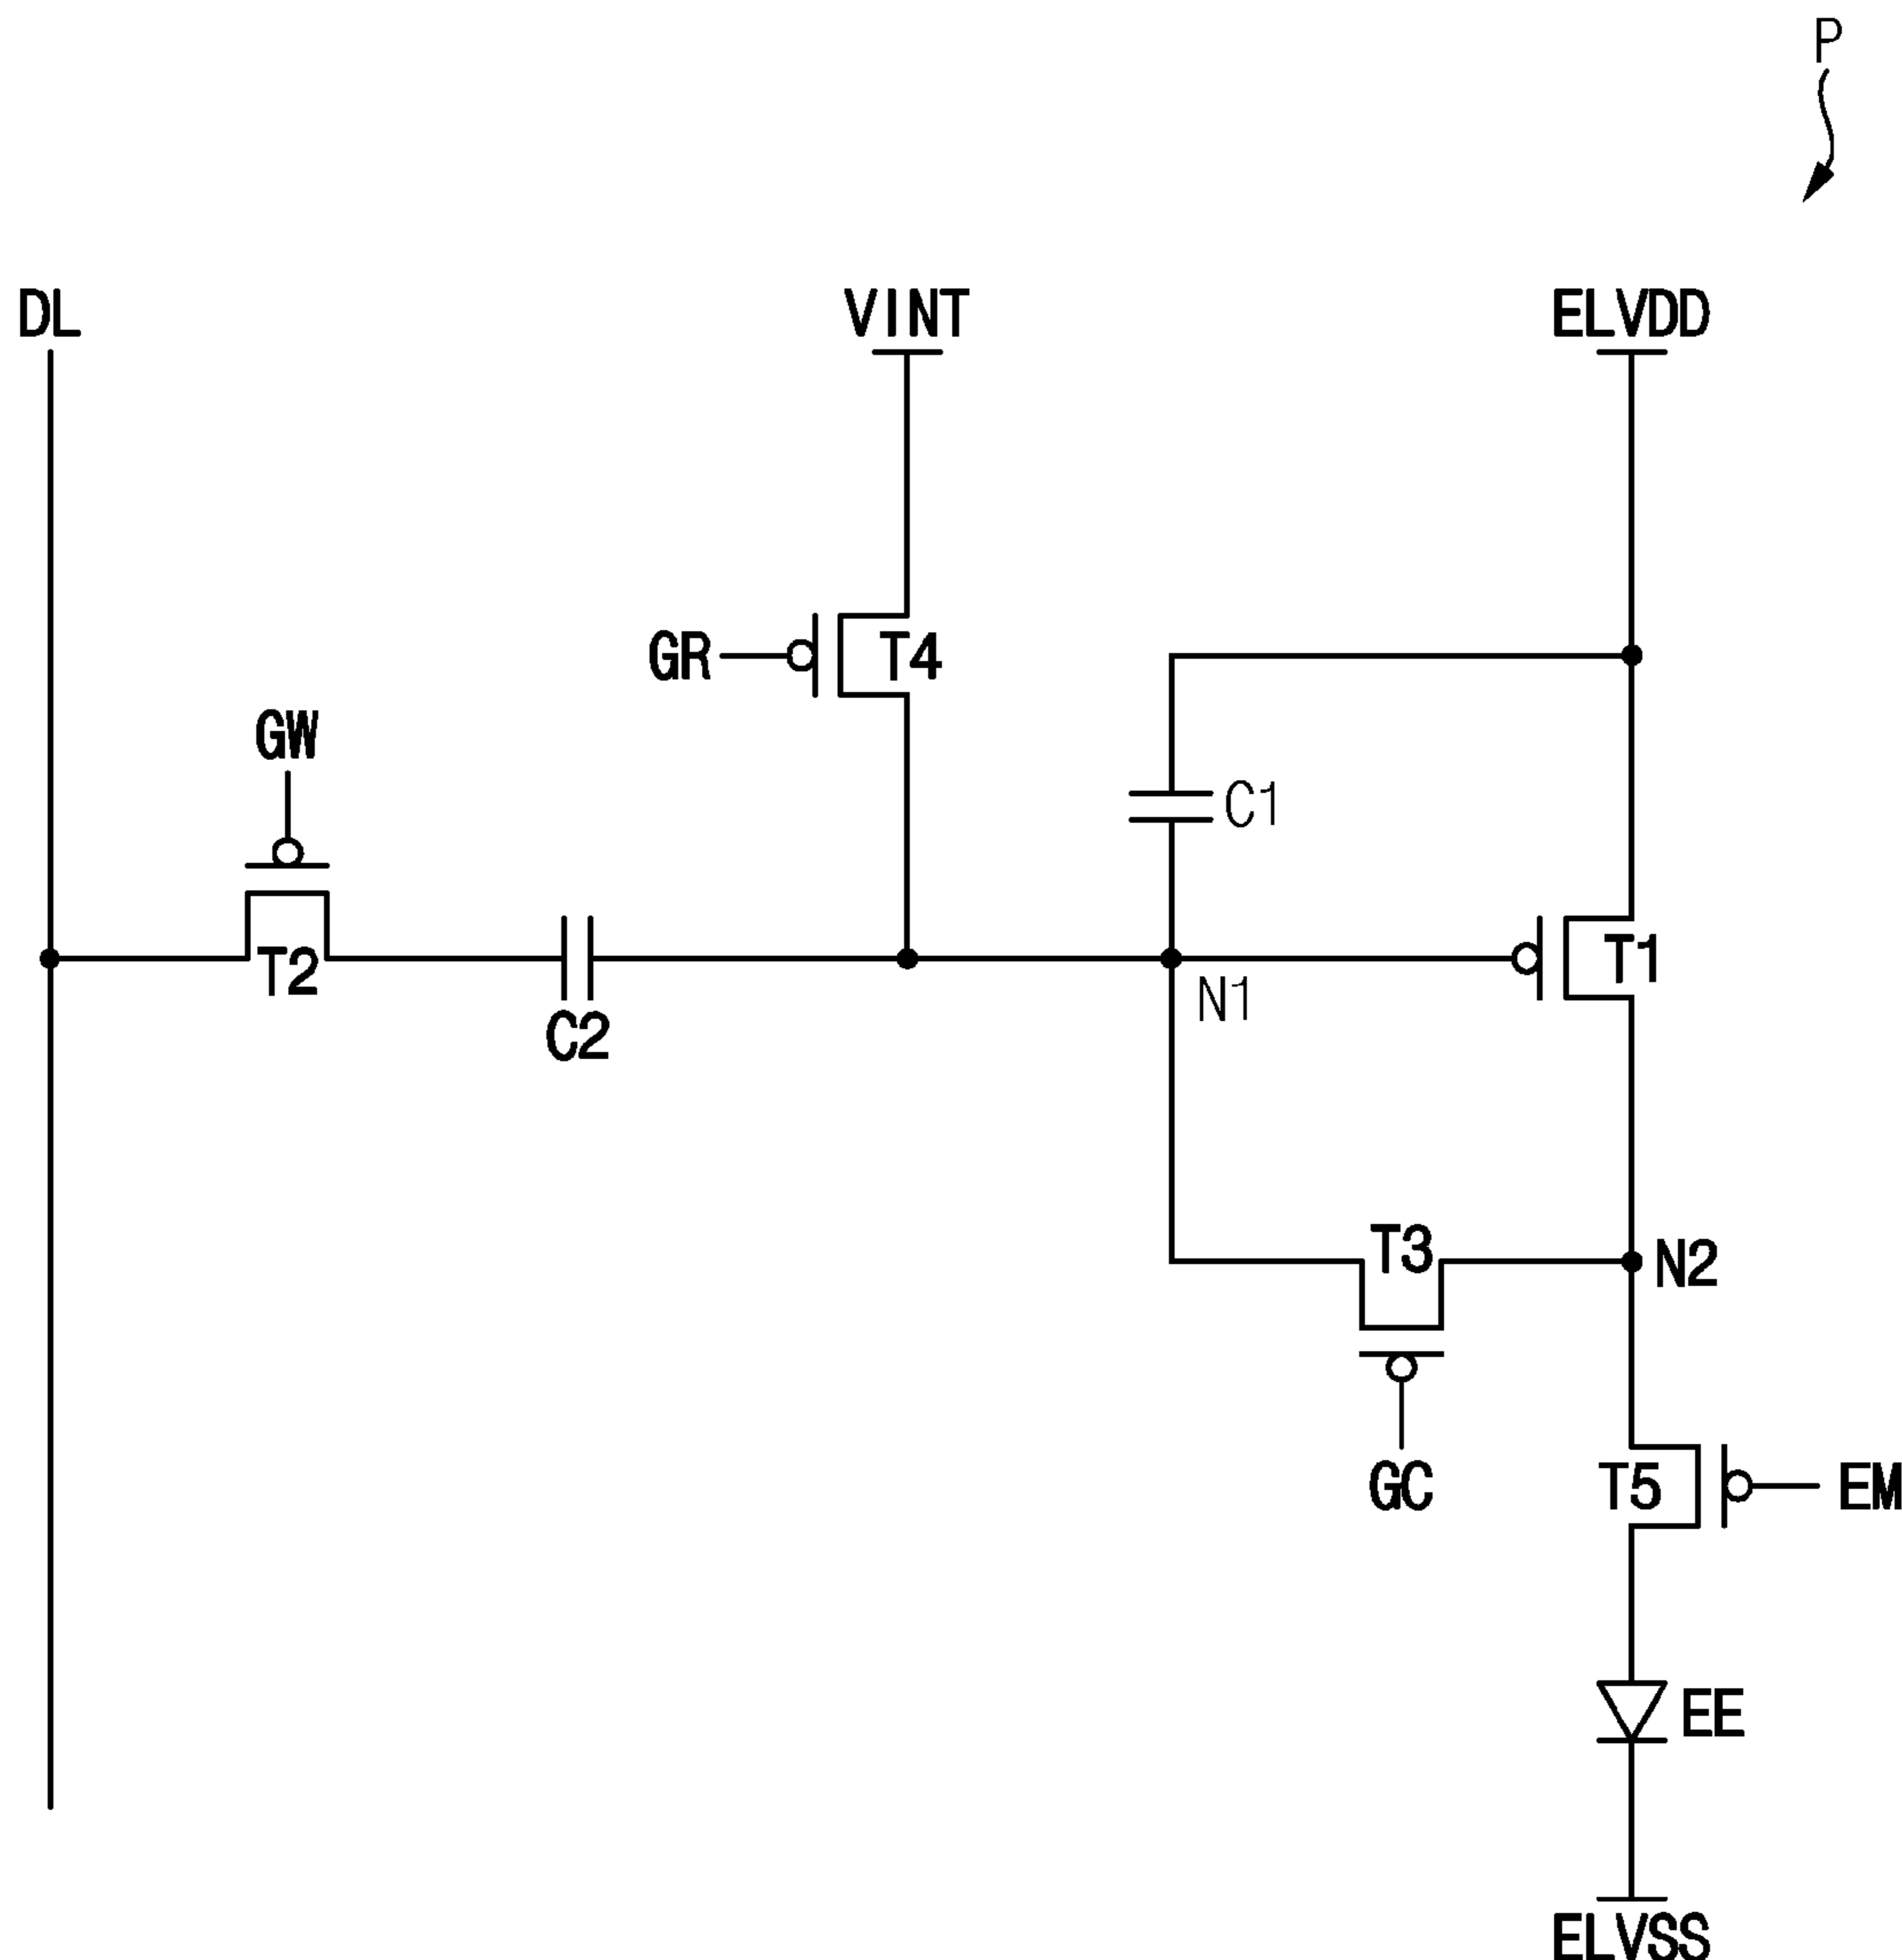 P
DL
VINT
ELVDD
GR
T4
GW
C1
T1
T2
N1
C2
T3
N2
GC
T5
EM
EE
ELVSS